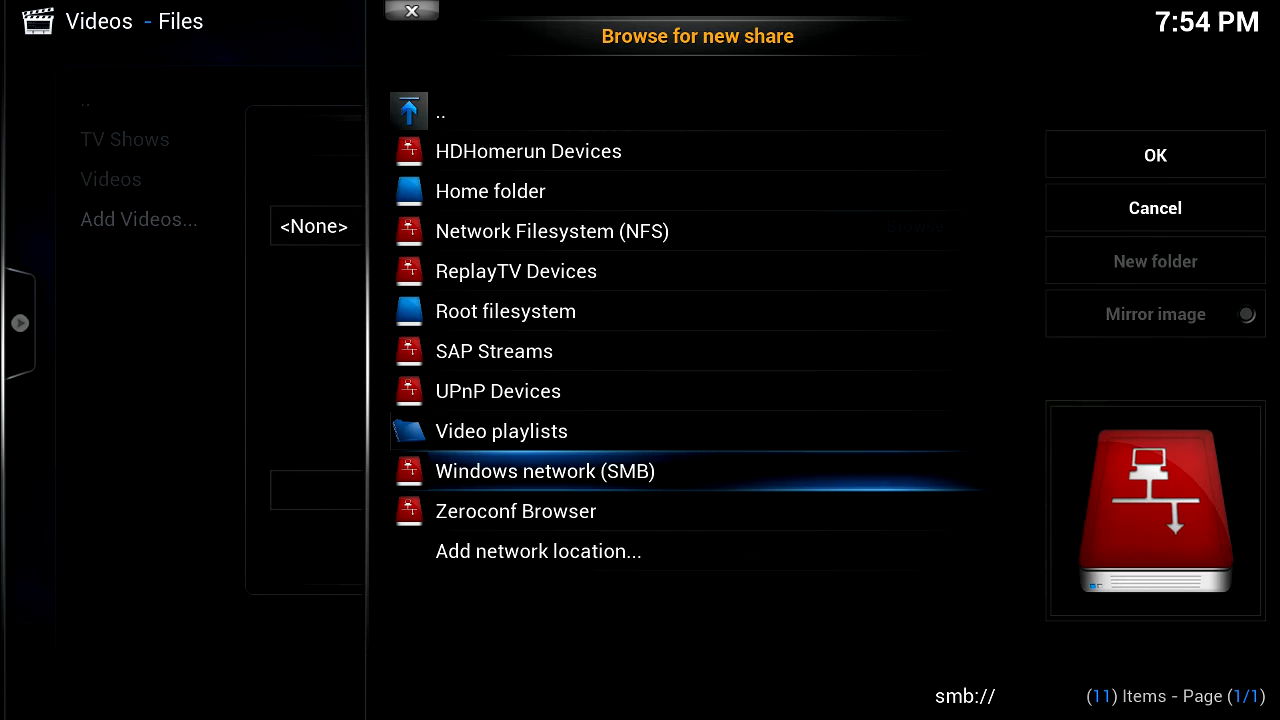 Videos - Files
Browse for new share
7:54 PM
..
TV Shows
Videos
Add Videos...
<None>
..
HDHomerun Devices
Home folder
Network Filesystem (NFS)
Browse
ReplayTV Devices
Root filesystem
SAP Streams
UPnP Devices
Video playlists
Windows network (SMB)
Zeroconf Browser
Add network location...
OK
Cancel
New folder
Mirror image
smb://
(11) Items - Page (1/1)